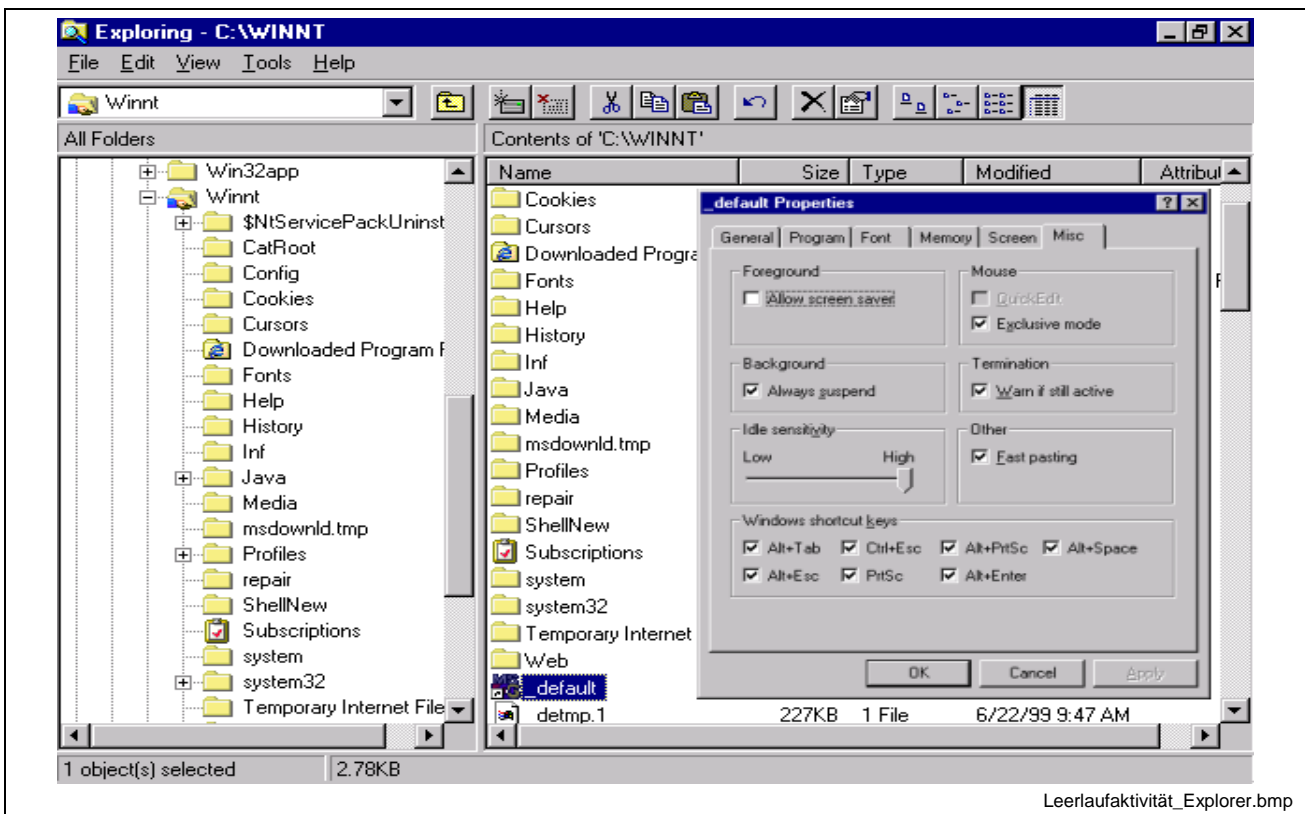 Exploring - C:\WINNT
File Edit View Tools Help
Winnt
All Folders
Contents of 'C:\WINNT'
Win32app
Winnt
$NtServicePackUninst
CatRoot
Config
Cookies
Cursors
Downloaded Program F
Fonts
Help
History
Inf
Java
Media
msdownld.tmp
Profiles
repair
ShellNew
Subscriptions
system
system32
Temporary Internet File
Name Size Type Modified Attribut
Cookies
Cursors
Downloaded Progra
Fonts
Help
History
Inf
Java
Media
msdownld.tmp
Profiles
repair
ShellNew
Subscriptions
system
system32
Temporary Internet
Web
_default
detmp.1 227KB 1 File 6/22/99 9:47 AM
_default Properties
General Program Font Memory Screen Misc
Foreground
Allow screen saver
Mouse
QuickEdit
Exclusive mode
Background
Always suspend
Termination
Warn if still active
Idle sensitivity
Low High
Other
Fast pasting
Windows shortcut keys
Alt+Tab Ctrl+Esc Alt+PrtSc Alt+Space
Alt+Esc PrtSc Alt+Enter
OK Cancel Apply
1 object(s) selected 2.78KB
Leerlaufaktivität_Explorer.bmp